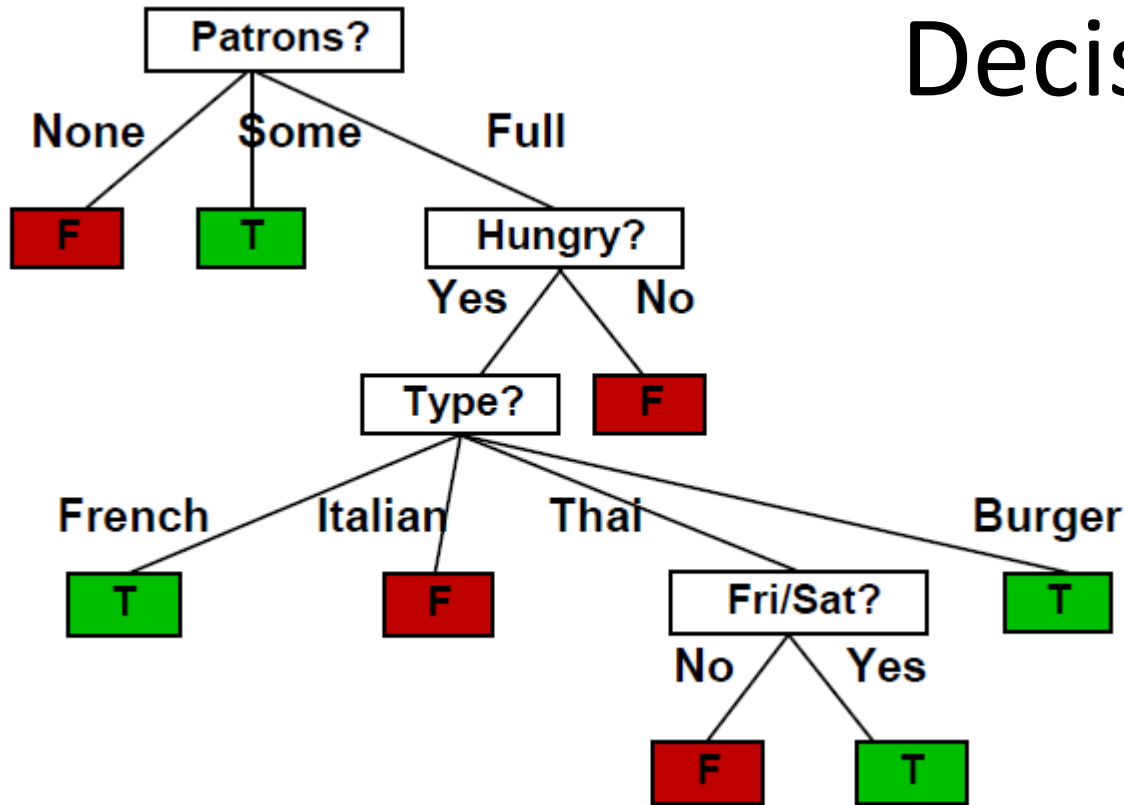 Patrons?
Decis
None Some Full
F T Hungry?
Yes No
Type? F
French Italian Thai Burger
T F Fri/Sat? T
No Yes
F T